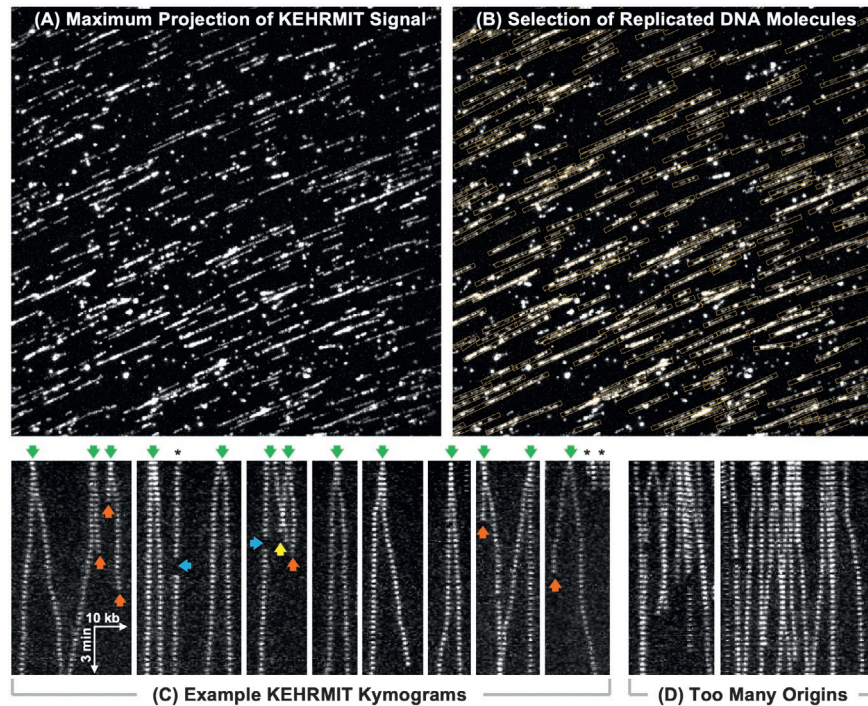 (A) Maximum Projection of KEHRMIT Signal
(B) Selection of Replicated DNA Molecules
*
* *
10 kb
3 min
(C) Example KEHRMIT Kymograms
(D) Too Many Origins